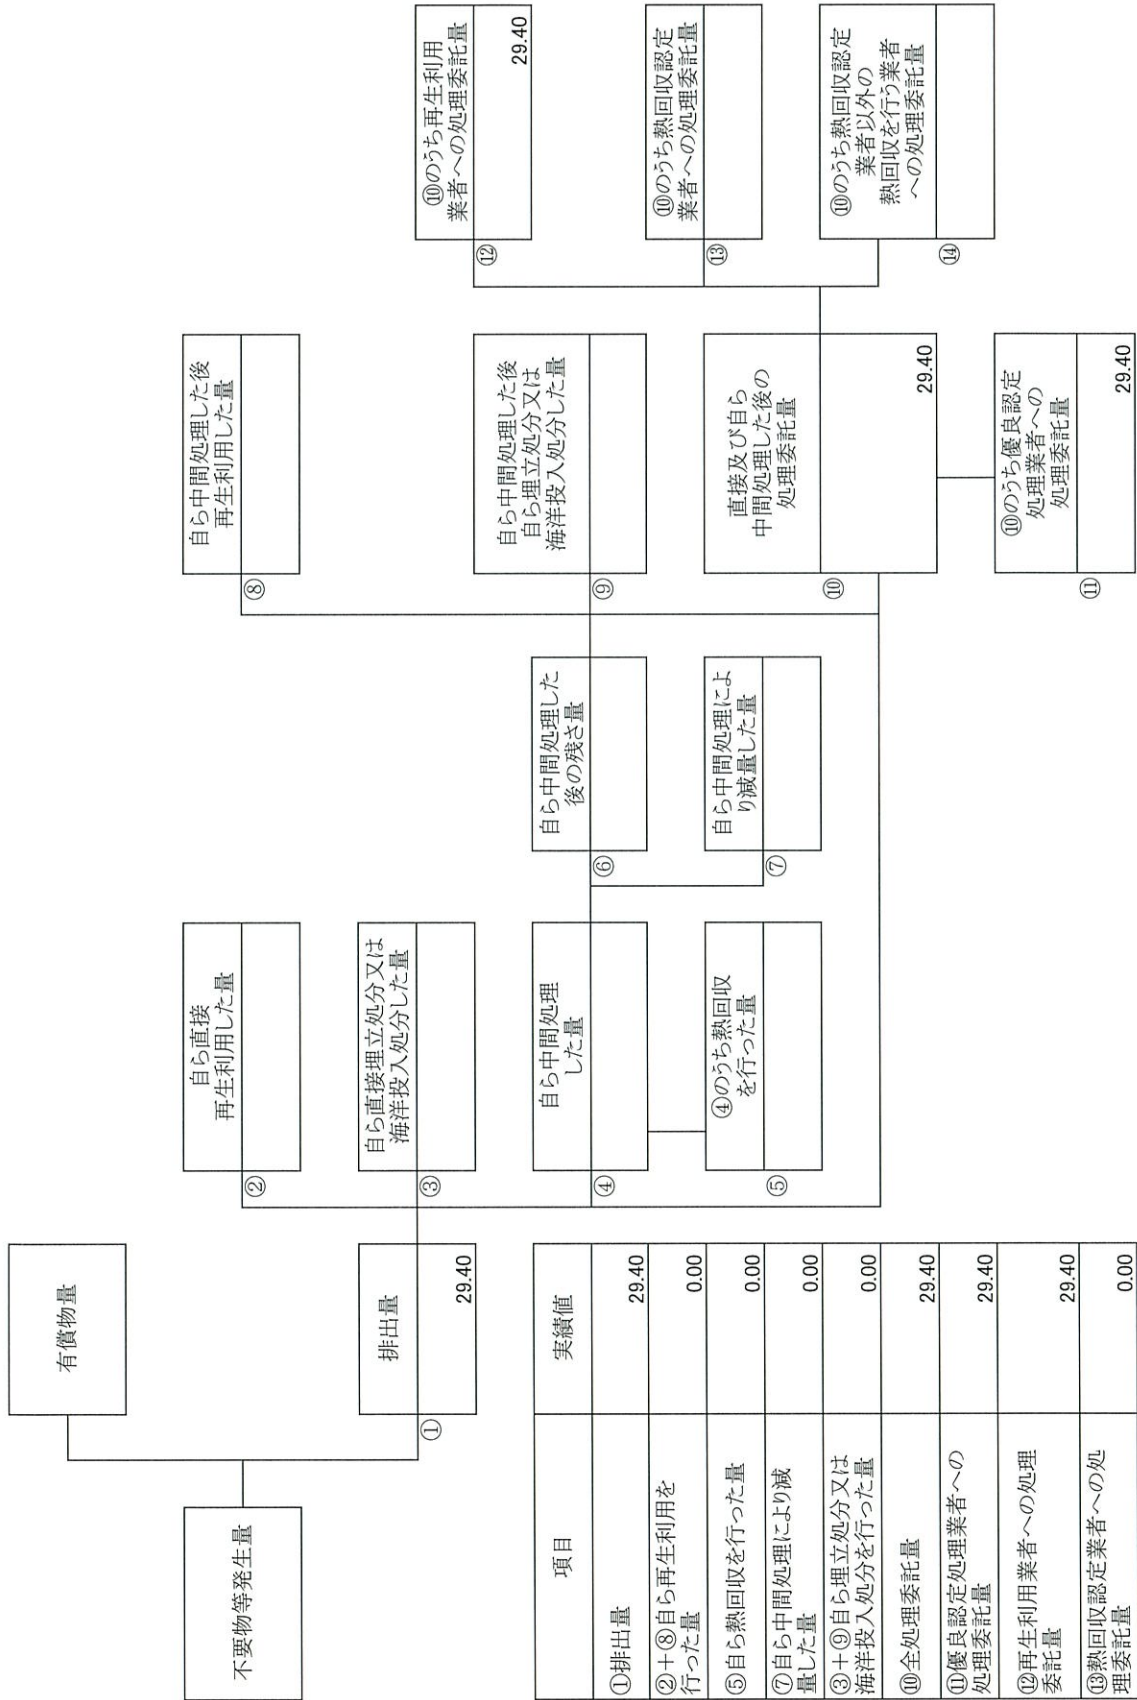 不要物等発生量
有償物量
排出量
①
29.40
自ら直接
再生利用した量
②
自ら直接埋立処分又は
海洋投入処分した量
③
自ら中間処理
した量
④
④のうち熱回収
を行った量
⑤
自ら中間処理した
後の残さ量
⑥
自ら中間処理によ
り減量した量
⑦
自ら中間処理した後
再生利用した量
⑧
自ら中間処理した後
自ら埋立処分又は
海洋投入処分した量
⑨
直接及び自ら
中間処理した後の
処理委託量
⑩
29.40
⑩のうち優良認定
処理業者への
処理委託量
⑪
29.40
⑩のうち再生利用
業者への処理委託量
⑫
29.40
⑩のうち熱回収認定
業者への処理委託量
⑬
⑩のうち熱回収認定
業者以外の
熱回収を行う業者
への処理委託量
⑭
項目 実績値
①排出量 29.40
②+⑧自ら再生利用を
行った量 0.00
⑤自ら熱回収を行った量 0.00
⑦自ら中間処理により減
量した量 0.00
③+⑨自ら埋立処分又は
海洋投入処分を行った量 0.00
⑩全処理委託量 29.40
⑪優良認定処理業者への
処理委託量 29.40
⑫再生利用業者への処理
委託量 29.40
⑬熱回収認定業者への処
理委託量 0.00